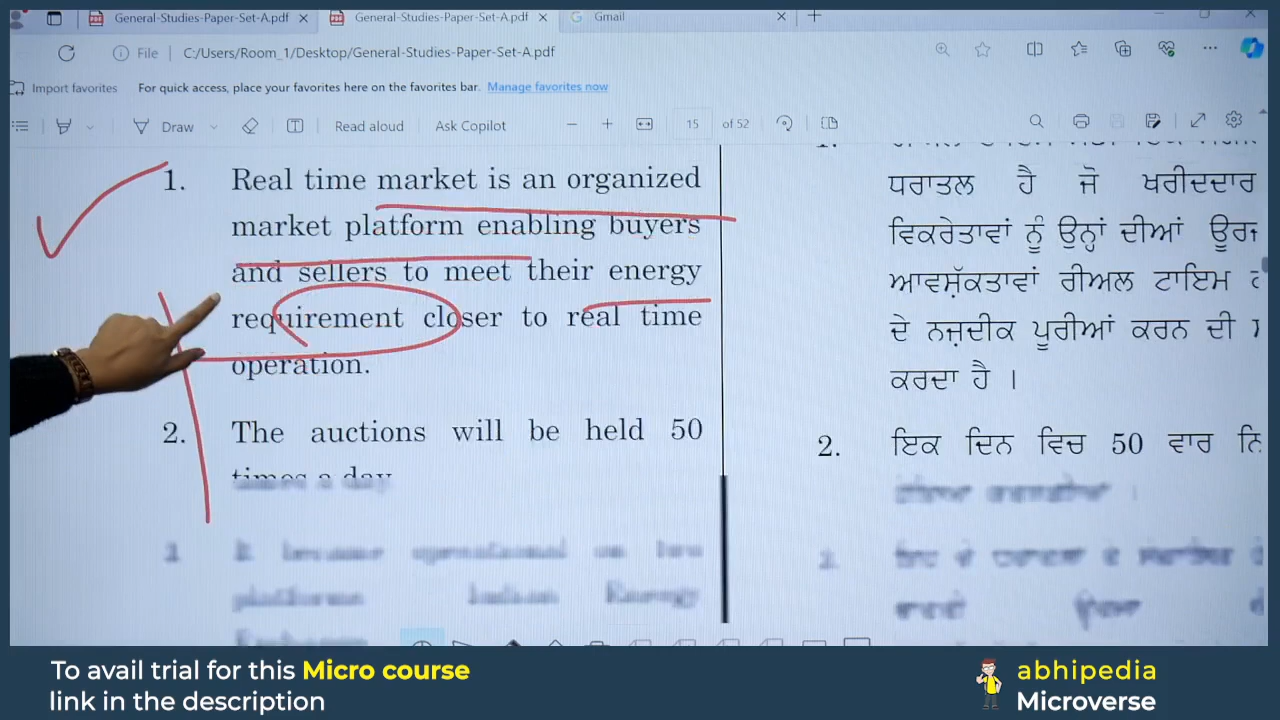 General-Studies-Paper-Set-A.pdf
General-Studies-Paper-Set-A.pdf
Gmail
File
C:/Users/Room_1/Desktop/General-Studies-Paper-Set-A.pdf
Import favorites
For quick access, place your favorites here on the favorites bar. Manage favorites now
Draw
Read aloud
Ask Copilot
15 of 52
1. Real time market is an organized
market platform enabling buyers
and sellers to meet their energy
requirement closer to real time
operation.
2. The auctions will be held 50
times a day
ਧਰਾਤਲ ਹੈ ਜੋ ਖਰੀਦਦਾਰ
ਵਿਕਰੇਤਾਵਾਂ ਨੂੰ ਉਨ੍ਹਾਂ ਦੀਆਂ
ਆਵਸ਼ੱਕਤਾਵਾਂ ਰੀਅਲ ਟਾਇਮ
ਦੇ ਨਜ਼ਦੀਕ ਪੂਰੀਆਂ ਕਰਨ ਦੀ
ਕਰਦਾ ਹੈ ।
2. ਇਕ ਦਿਨ ਵਿਚ 50 ਵਾਰ
To avail trial for this Micro course
link in the description
abhipedia
Microverse